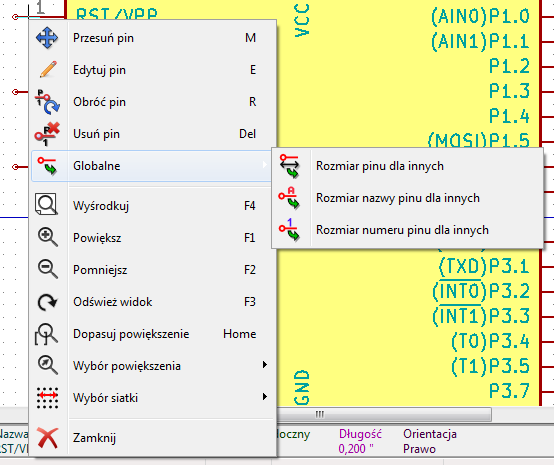 1
RST/VPP
VCC
(AIN0)P1.0
(AIN1)P1.1
P1.2
P1.3
P1.4
(MOSI)P1.5
Przesuń pin M
Edytuj pin E
Obróć pin R
Usuń pin Del
Globalne
Rozmiar pinu dla innych
Rozmiar nazwy pinu dla innych
Rozmiar numeru pinu dla innych
Wyśrodkuj F4
Powiększ F1
Pomniejsz F2
Odśwież widok F3
Dopasuj powiększenie Home
Wybór powiększenia
Wybór siatki
Zamknij
(TXD)P3.1
(INT0)P3.2
(INT1)P3.3
(T0)P3.4
(T1)P3.5
P3.7
GND
Nazwa
RST/VP
Długość
0,200 "
Orientacja
Prawo